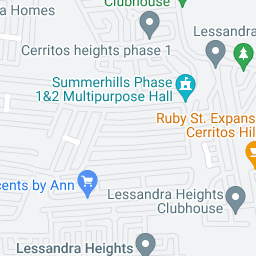 Clubhouse
a Homes
Lessandra
Cerritos heights phase 1
Summerhills Phase
1&2 Multipurpose Hall
Ruby St. Expans
Cerritos Hil
cents by Ann
Lessandra Heights
Clubhouse
Lessandra Heights